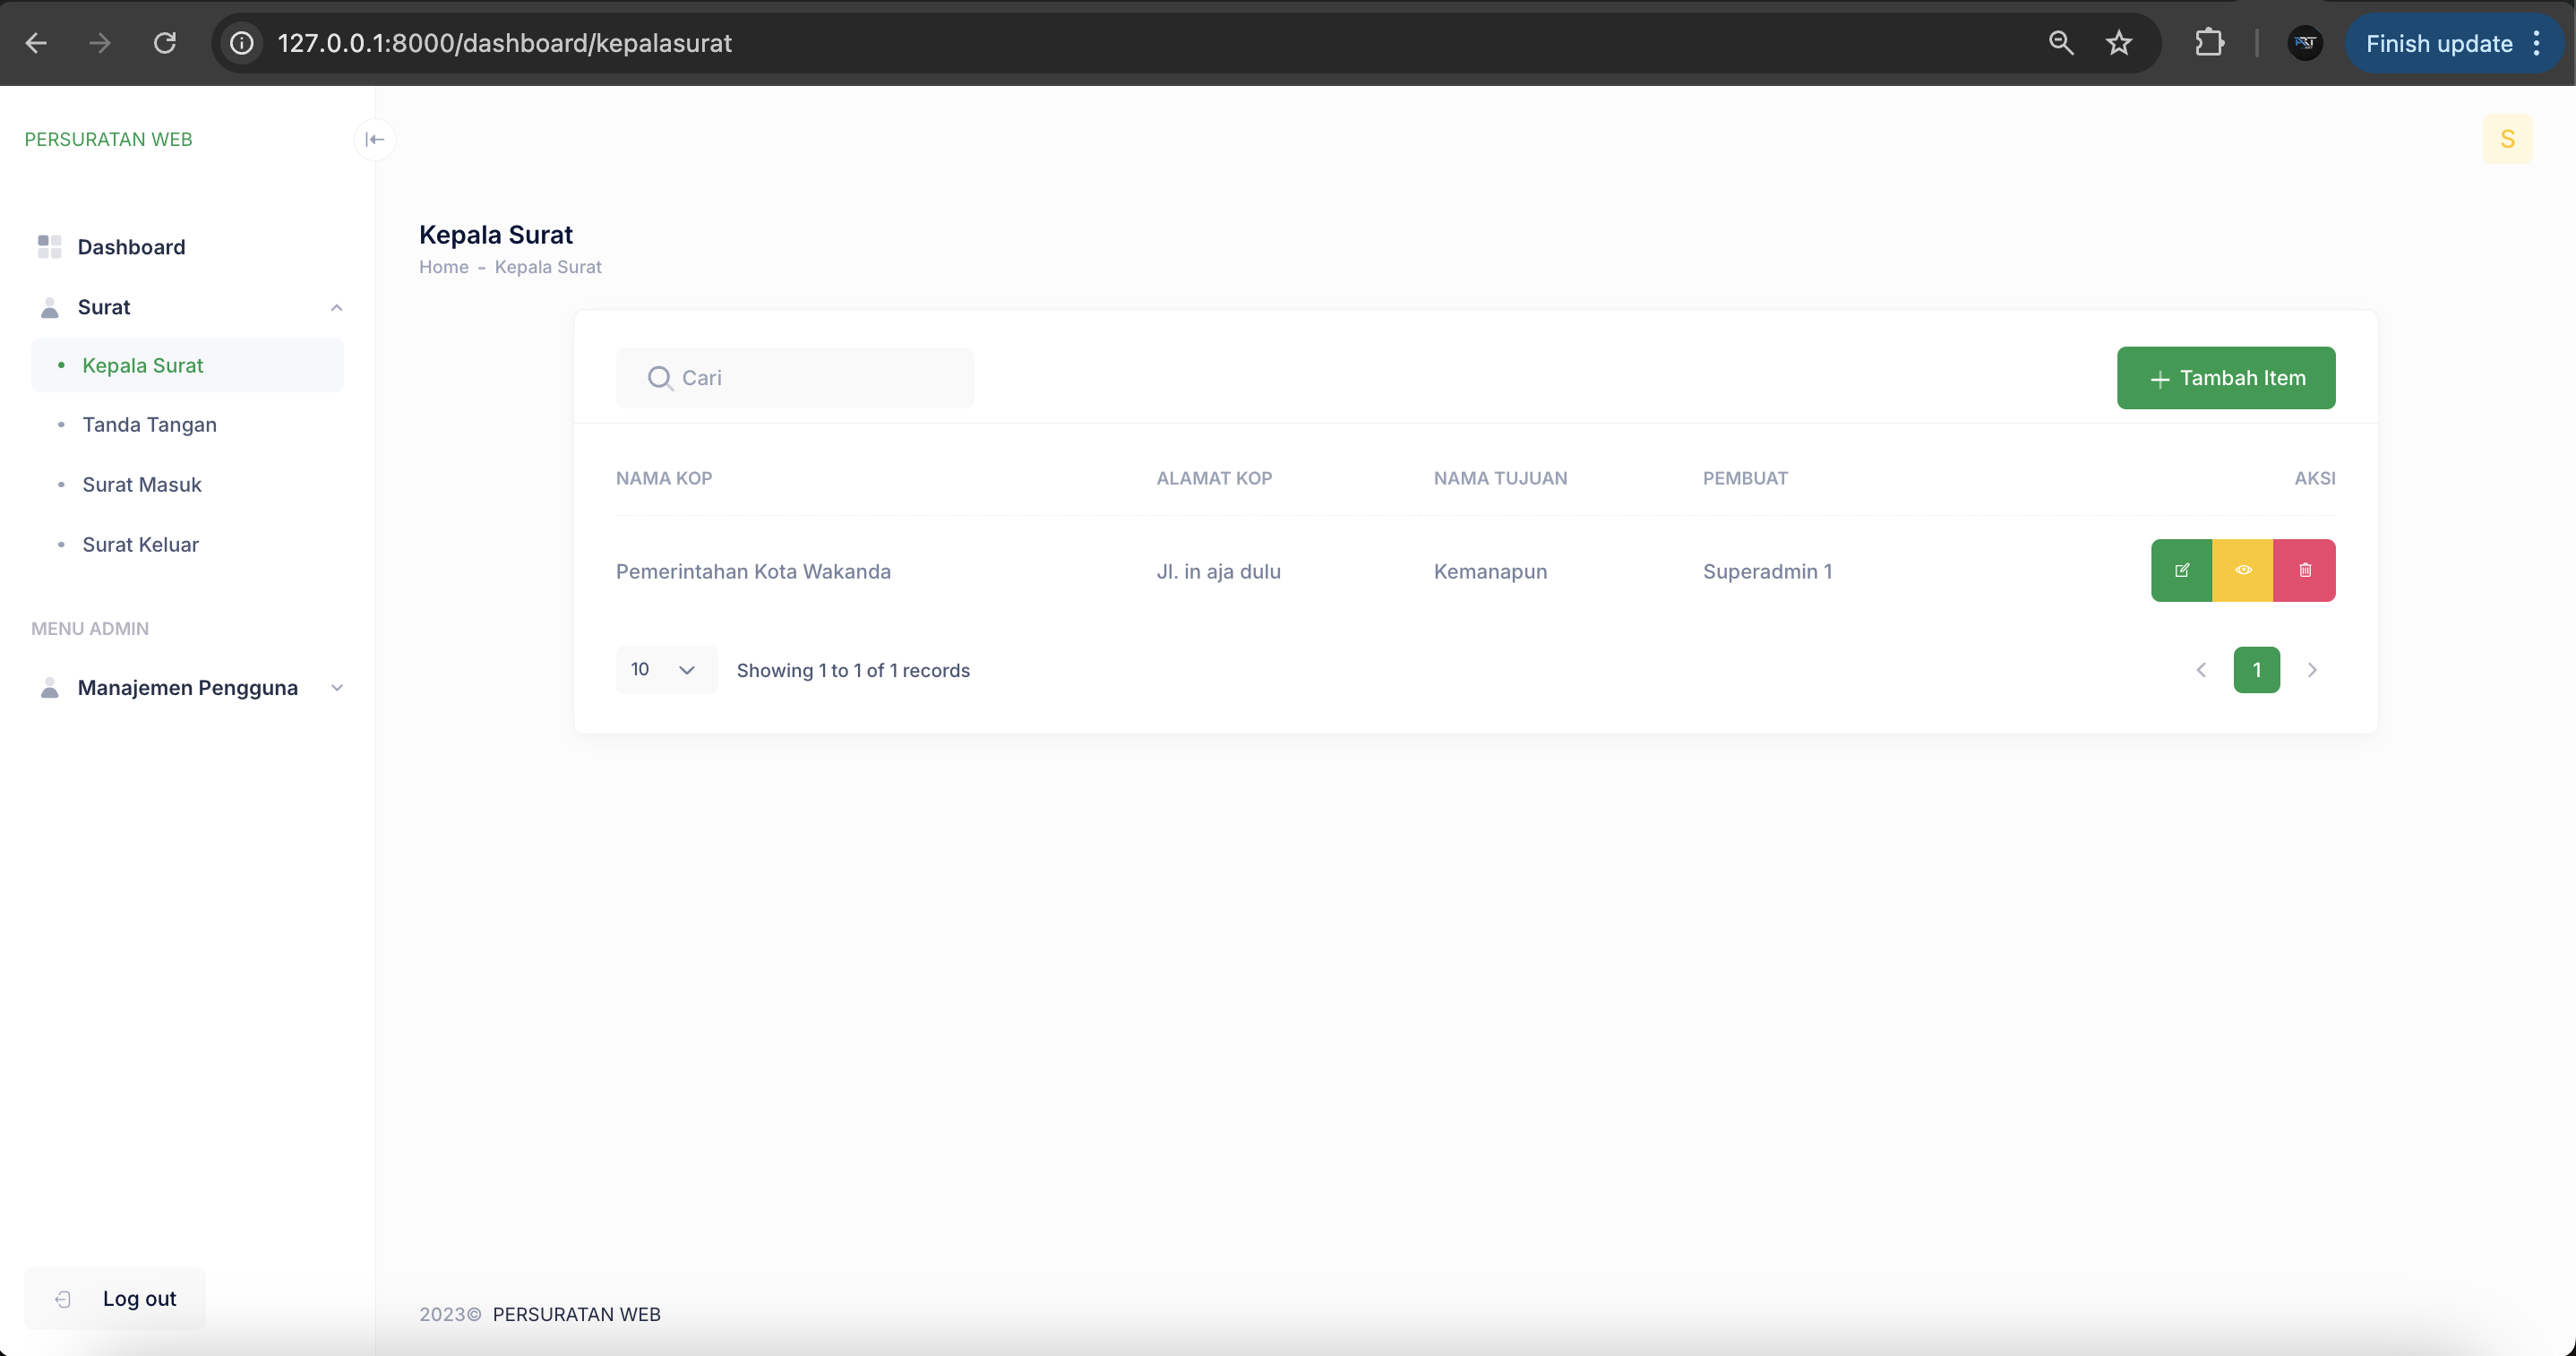 127.0.0.1:8000/dashboard/kepalasurat
Finish update
PERSURATAN WEB
S
Dashboard
Surat
Kepala Surat
Tanda Tangan
Surat Masuk
Surat Keluar
MENU ADMIN
Manajemen Pengguna
Log out
Kepala Surat
Home - Kepala Surat
Cari
Tambah Item
NAMA KOP ALAMAT KOP NAMA TUJUAN PEMBUAT AKSI
Pemerintahan Kota Wakanda Jl. in aja dulu Kemanapun Superadmin 1
10 Showing 1 to 1 of 1 records 1
2023© PERSURATAN WEB